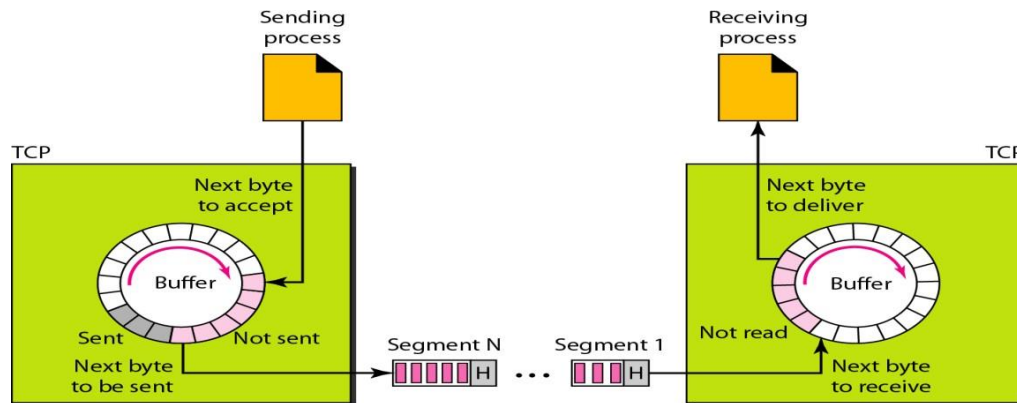 Sending
process
Receiving
process
TCP
TCP
Next byte
to accept
Next byte
to deliver
Buffer
Buffer
Sent
Not sent
Not read
Next byte
to be sent
Segment N
H
...
Segment 1
H
Next byte
to receive